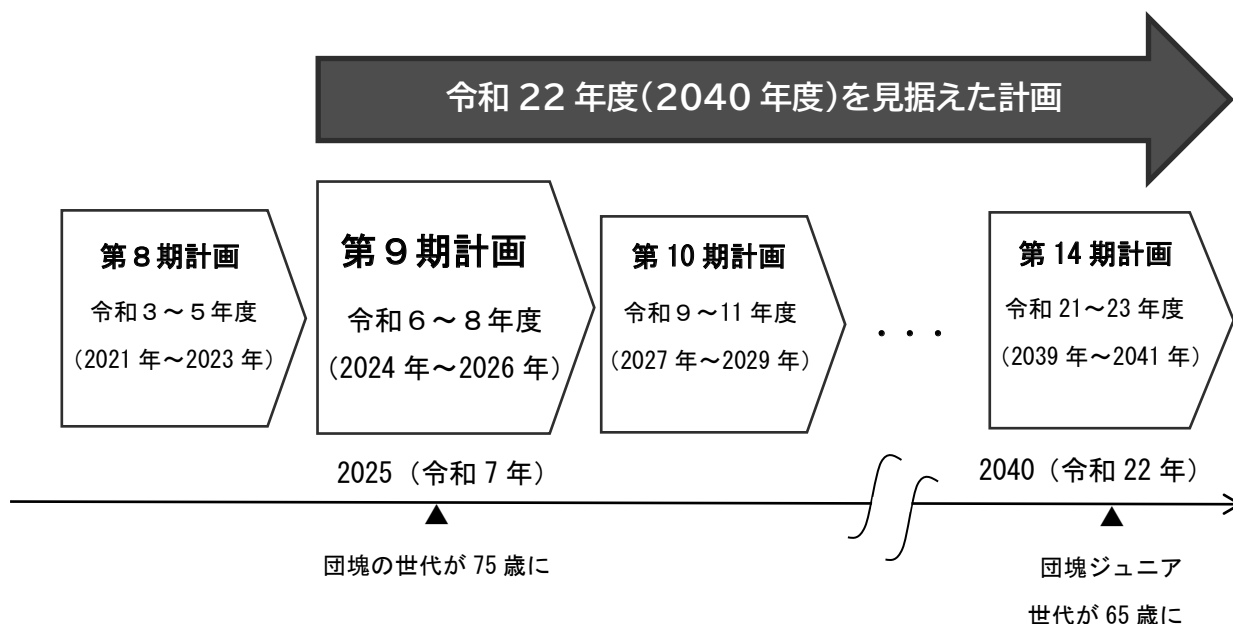 令和 22 年度(2040 年度)を見据えた計画
第８期計画
令和３～５年度
(2021 年～2023 年)
第９期計画
令和６～８年度
(2024 年～2026 年)
第 10 期計画
令和９～11 年度
(2027 年～2029 年)
・・・
第 14 期計画
令和 21～23 年度
(2039 年～2041 年)
2025（令和 7 年）
2040（令和 22 年）
団塊の世代が 75 歳に
団塊ジュニア
世代が 65 歳に